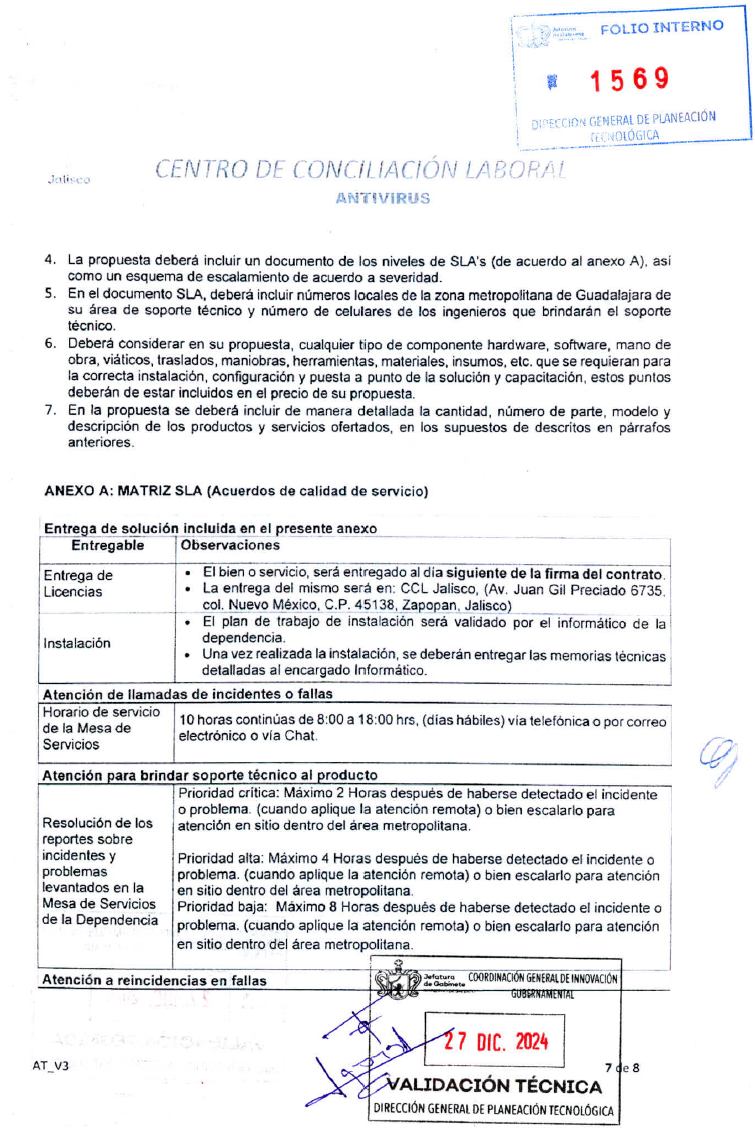 Jefatura
de Gabinete
FOLIO INTERNO
1569
DIRECCIÓN GENERAL DE PLANEACIÓN
TECNOLÓGICA
Jalisco
CENTRO DE CONCILIACIÓN LABORAL
ANTIVIRUS
4. La propuesta deberá incluir un documento de los niveles de SLA's (de acuerdo al anexo A), así
como un esquema de escalamiento de acuerdo a severidad.
5. En el documento SLA, deberá incluir números locales de la zona metropolitana de Guadalajara de
su área de soporte técnico y número de celulares de los ingenieros que brindarán el soporte
técnico.
6. Deberá considerar en su propuesta, cualquier tipo de componente hardware, software, mano de
obra, viáticos, traslados, maniobras, herramientas, materiales, insumos, etc. que se requieran para
la correcta instalación, configuración y puesta a punto de la solución y capacitación, estos puntos
deberán de estar incluidos en el precio de su propuesta.
7. En la propuesta se deberá incluir de manera detallada la cantidad, número de parte, modelo y
descripción de los productos y servicios ofertados, en los supuestos de descritos en párrafos
anteriores.
ANEXO A: MATRIZ SLA (Acuerdos de calidad de servicio)
Entrega de solución incluida en el presente anexo
Entregable Observaciones
Entrega de
Licencias
• El bien o servicio, será entregado al día siguiente de la firma del contrato.
• La entrega del mismo será en: CCL Jalisco, (Av. Juan Gil Preciado 6735,
col. Nuevo México, C.P. 45138, Zapopan, Jalisco)
Instalación
• El plan de trabajo de instalación será validado por el informático de la
dependencia.
• Una vez realizada la instalación, se deberán entregar las memorias técnicas
detalladas al encargado Informático.
Atención de llamadas de incidentes o fallas
Horario de servicio
de la Mesa de
Servicios
10 horas continúas de 8:00 a 18:00 hrs, (días hábiles) vía telefónica o por correo
electrónico o vía Chat.
Atención para brindar soporte técnico al producto
Resolución de los
reportes sobre
incidentes y
problemas
levantados en la
Mesa de Servicios
de la Dependencia
Prioridad crítica: Máximo 2 Horas después de haberse detectado el incidente
o problema. (cuando aplique la atención remota) o bien escalarlo para
atención en sitio dentro del área metropolitana.
Prioridad alta: Máximo 4 Horas después de haberse detectado el incidente o
problema. (cuando aplique la atención remota) o bien escalarlo para atención
en sitio dentro del área metropolitana.
Prioridad baja: Máximo 8 Horas después de haberse detectado el incidente o
problema. (cuando aplique la atención remota) o bien escalarlo para atención
en sitio dentro del área metropolitana.
Atención a reincidencias en fallas
Jefatura
de Gabinete
COORDINACIÓN GENERAL DE INNOVACIÓN
GUBERNAMENTAL
27 DIC. 2024
AT_V3
7 de 8
VALIDACIÓN TÉCNICA
DIRECCIÓN GENERAL DE PLANEACIÓN TECNOLÓGICA